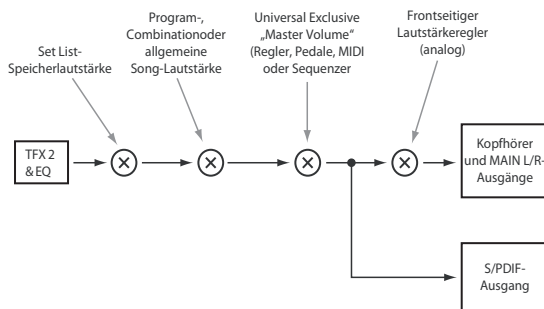 Set List-
Speicherlautstärke
Program-,
Combinationoder
allgemeine
Song-Lautstärke
Universal Exclusive
„Master Volume“
(Regler, Pedale, MIDI
oder Sequenzer
Frontseitiger
Lautstärkeregler
(analog)
TFX 2
& EQ
Kopfhörer
und MAIN L/R-
Ausgänge
S/PDIF-
Ausgang